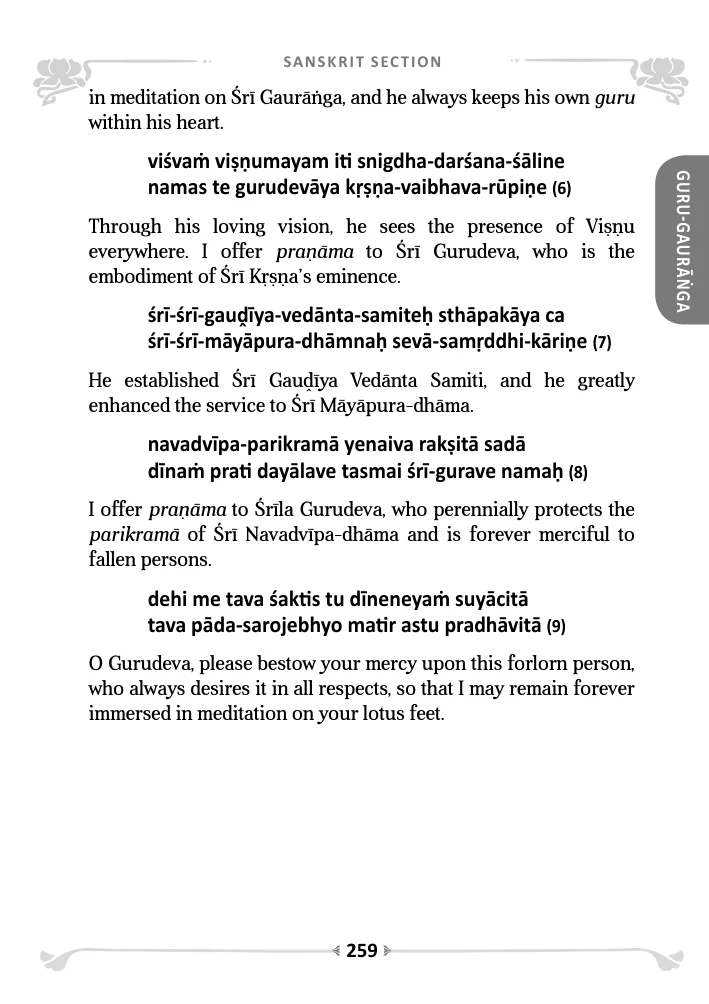 SANSKRIT SECTION
in meditation on Śrī Gaurāṅga, and he always keeps his own guru
within his heart.
viśvaṁ viṣṇumayam iti snigdha-darśana-śāline
namas te gurudevāya kṛṣṇa-vaibhava-rūpiṇe (6)
Through his loving vision, he sees the presence of Viṣṇu
everywhere. I offer praṇāma to Śrī Gurudeva, who is the
embodiment of Śrī Kṛṣṇa’s eminence.
śrī-śrī-gauḓīya-vedānta-samiteḥ sthāpakāya ca
śrī-śrī-māyāpura-dhāmnaḥ sevā-samṛddhi-kāriṇe (7)
He established Śrī Gauḓīya Vedānta Samiti, and he greatly
enhanced the service to Śrī Māyāpura-dhāma.
navadvīpa-parikramā yenaiva rakṣitā sadā
dīnaṁ prati dayālave tasmai śrī-gurave namaḥ (8)
I offer praṇāma to Śrīla Gurudeva, who perennially protects the
parikramā of Śrī Navadvīpa-dhāma and is forever merciful to
fallen persons.
dehi me tava śaktis tu dīneneyaṁ suyācitā
tava pāda-sarojebhyo matir astu pradhāvitā (9)
O Gurudeva, please bestow your mercy upon this forlorn person,
who always desires it in all respects, so that I may remain forever
immersed in meditation on your lotus feet.
GURU-GAURĀṄGA
259